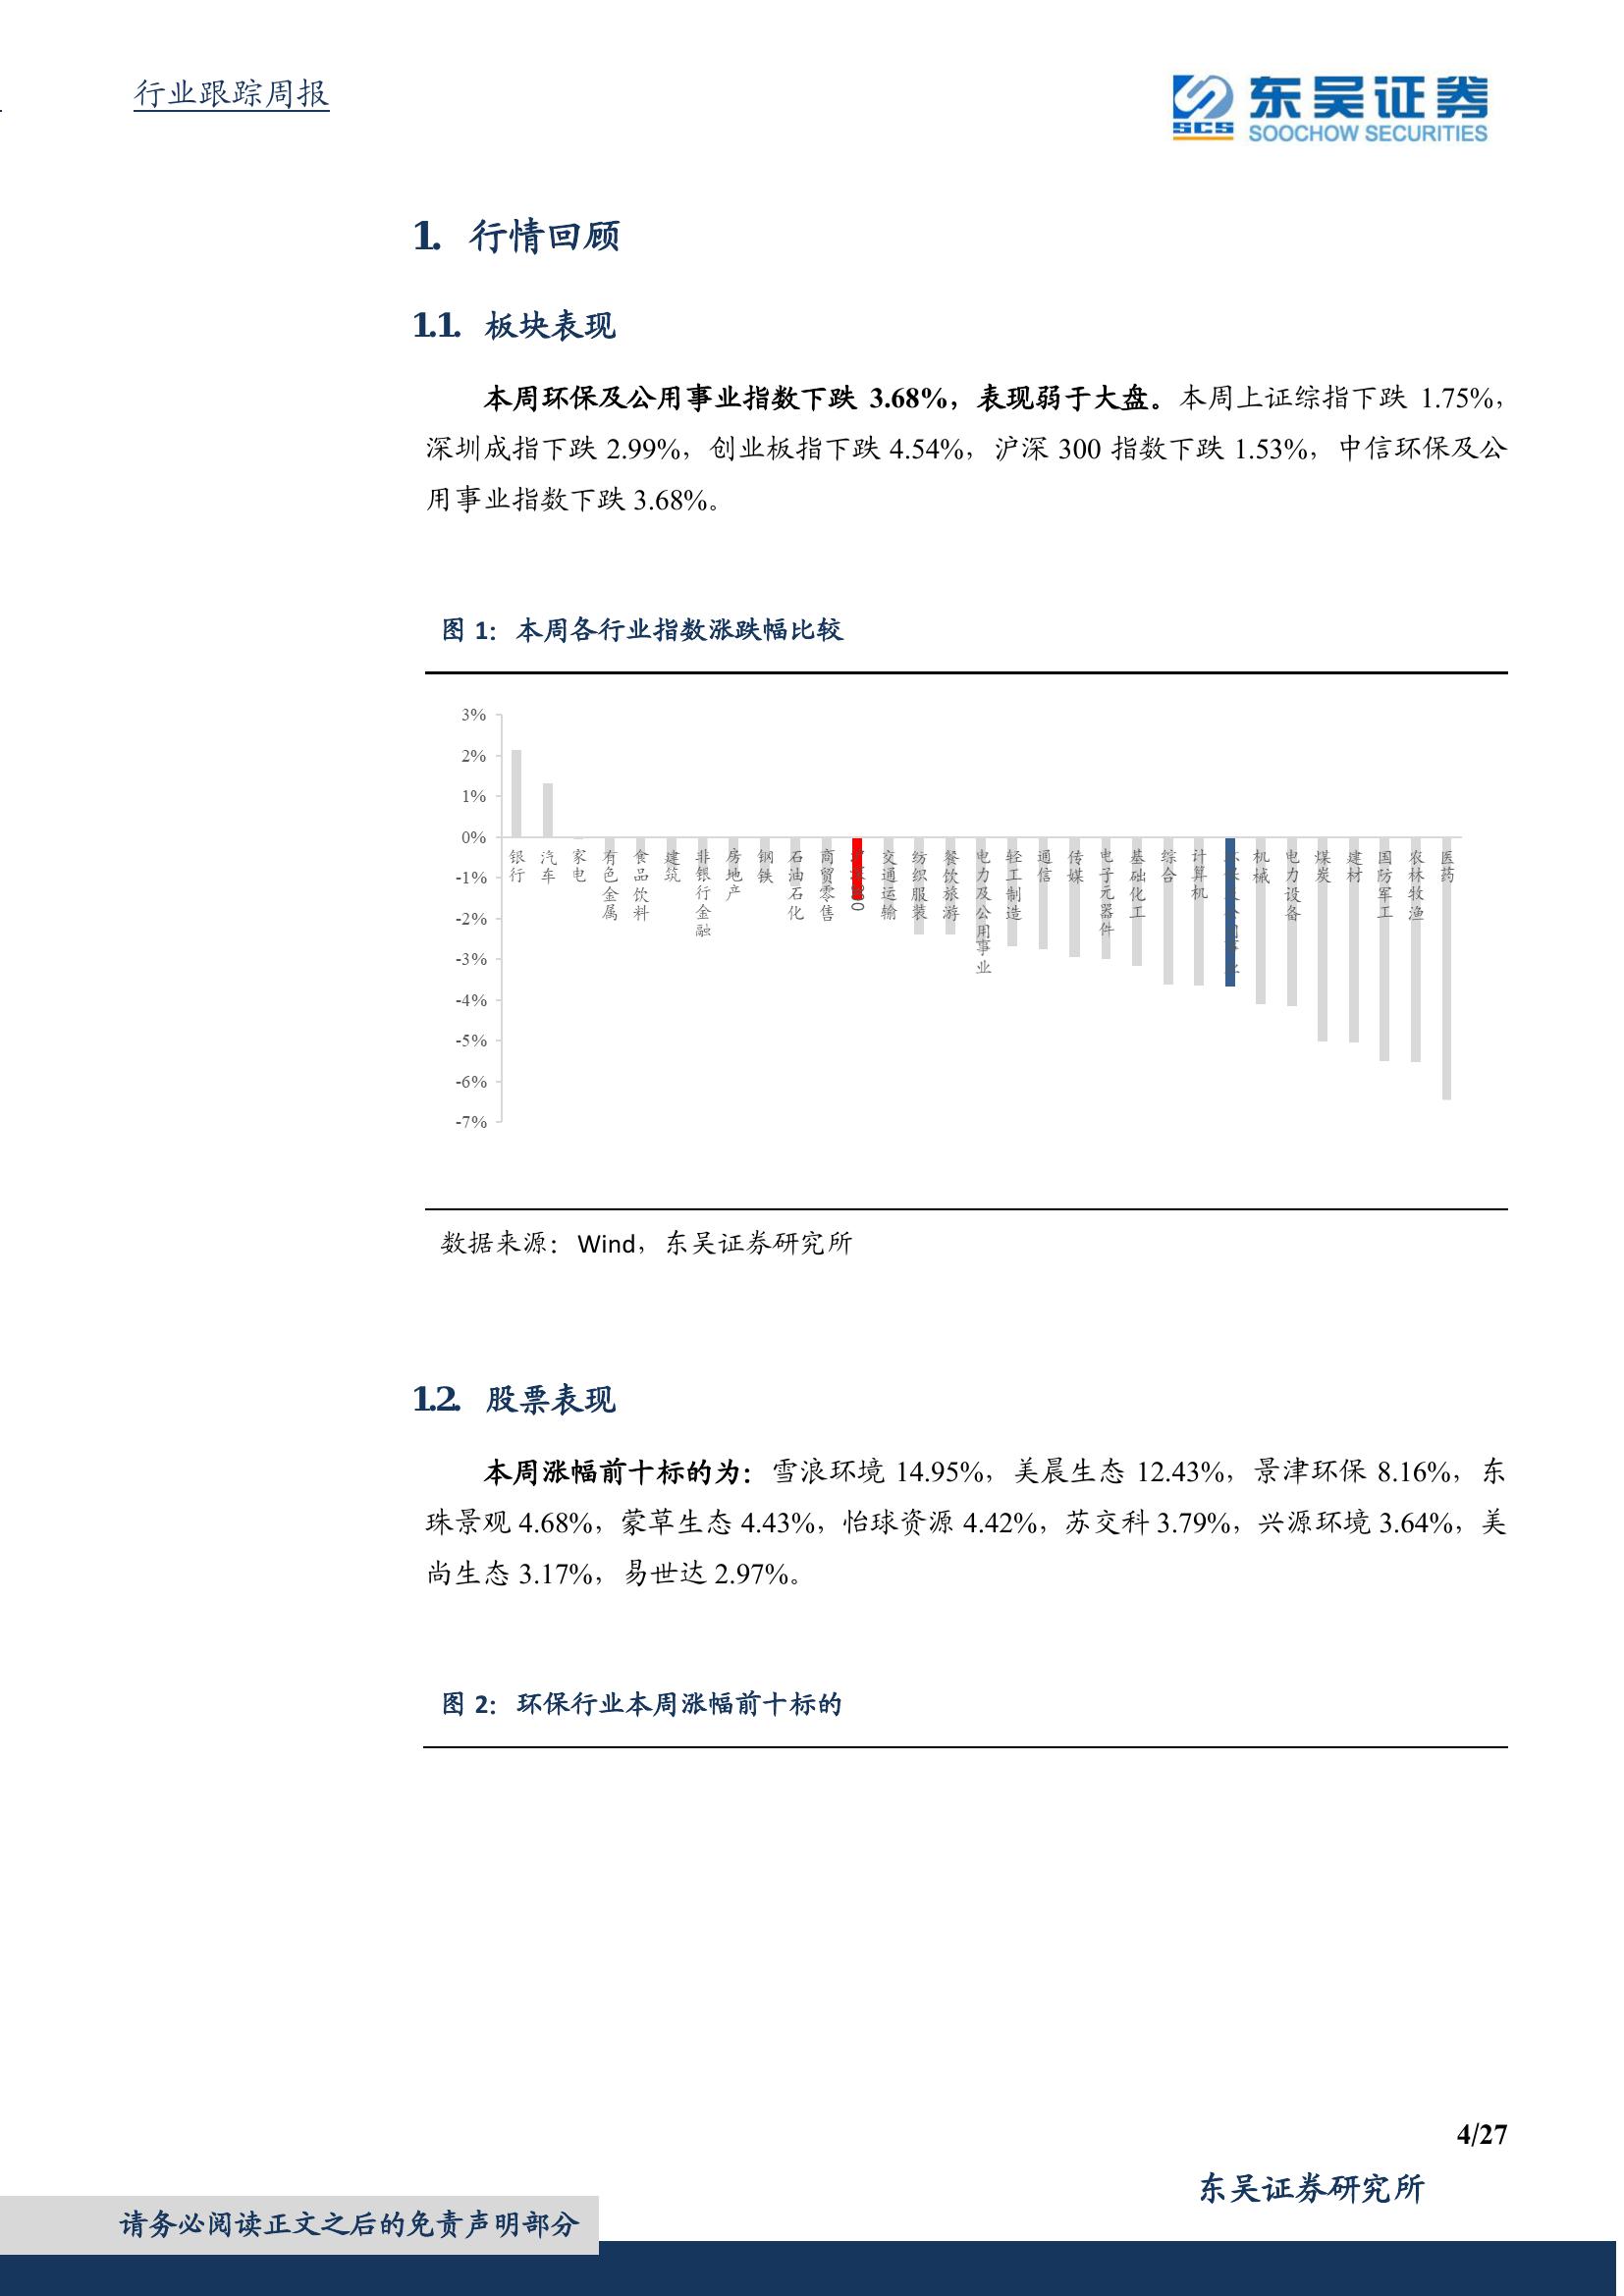 行业跟踪周报
东吴证券
SCS
SOOCHOW SECURITIES
1. 行情回顾
1.1. 板块表现
本周环保及公用事业指数下跌 3.68%，表现弱于大盘。本周上证综指下跌 1.75%，
深圳成指下跌 2.99%，创业板指下跌 4.54%，沪深 300 指数下跌 1.53%，中信环保及公
用事业指数下跌 3.68%。
图 1：本周各行业指数涨跌幅比较
3%
2%
1%
0%
-1%
-2%
-3%
-4%
-5%
-6%
-7%
银行
汽车
家电
有色金属
食品饮料
建筑
非银行金融
房地产
钢铁
石油石化
商贸零售
交通运输
纺织服装
餐饮旅游
电力及公用事业
轻工制造
通信
传媒
电子元器件
基础化工
综合
计算机
机械
电力设备
煤炭
建材
国防军工
农林牧渔
医药
数据来源：Wind，东吴证券研究所
1.2. 股票表现
本周涨幅前十标的为：雪浪环境 14.95%，美晨生态 12.43%，景津环保 8.16%，东
珠景观 4.68%，蒙草生态 4.43%，怡球资源 4.42%，苏交科 3.79%，兴源环境 3.64%，美
尚生态 3.17%，易世达 2.97%。
图 2：环保行业本周涨幅前十标的
4/27
东吴证券研究所
请务必阅读正文之后的免责声明部分